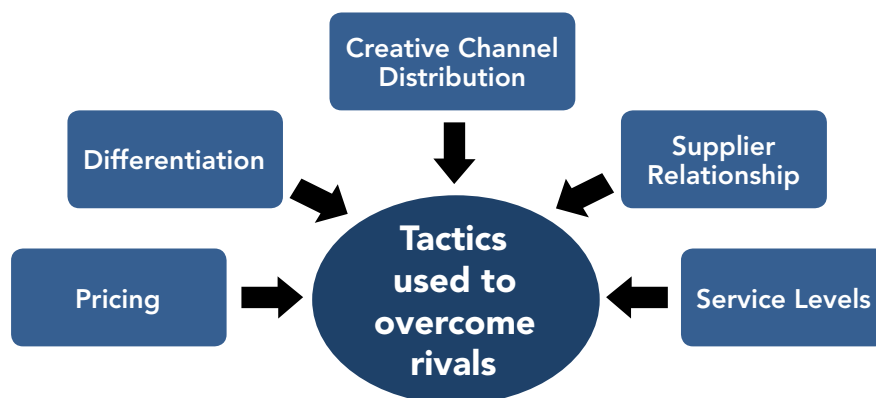 Creative Channel
Distribution
Differentiation
Supplier
Relationship
Pricing
Tactics
used to
overcome
rivals
Service Levels